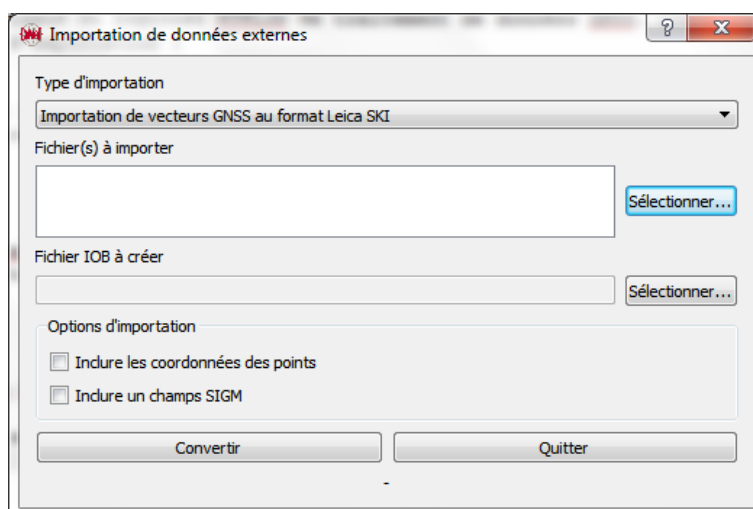 Importation de données externes
Type d'importation
Importation de vecteurs GNSS au format Leica SKI
Fichier(s) à importer
Sélectionner...
Fichier IOB à créer
Sélectionner...
Options d'importation
Inclure les coordonnées des points
Inclure un champs SIGM
Convertir
Quitter
-